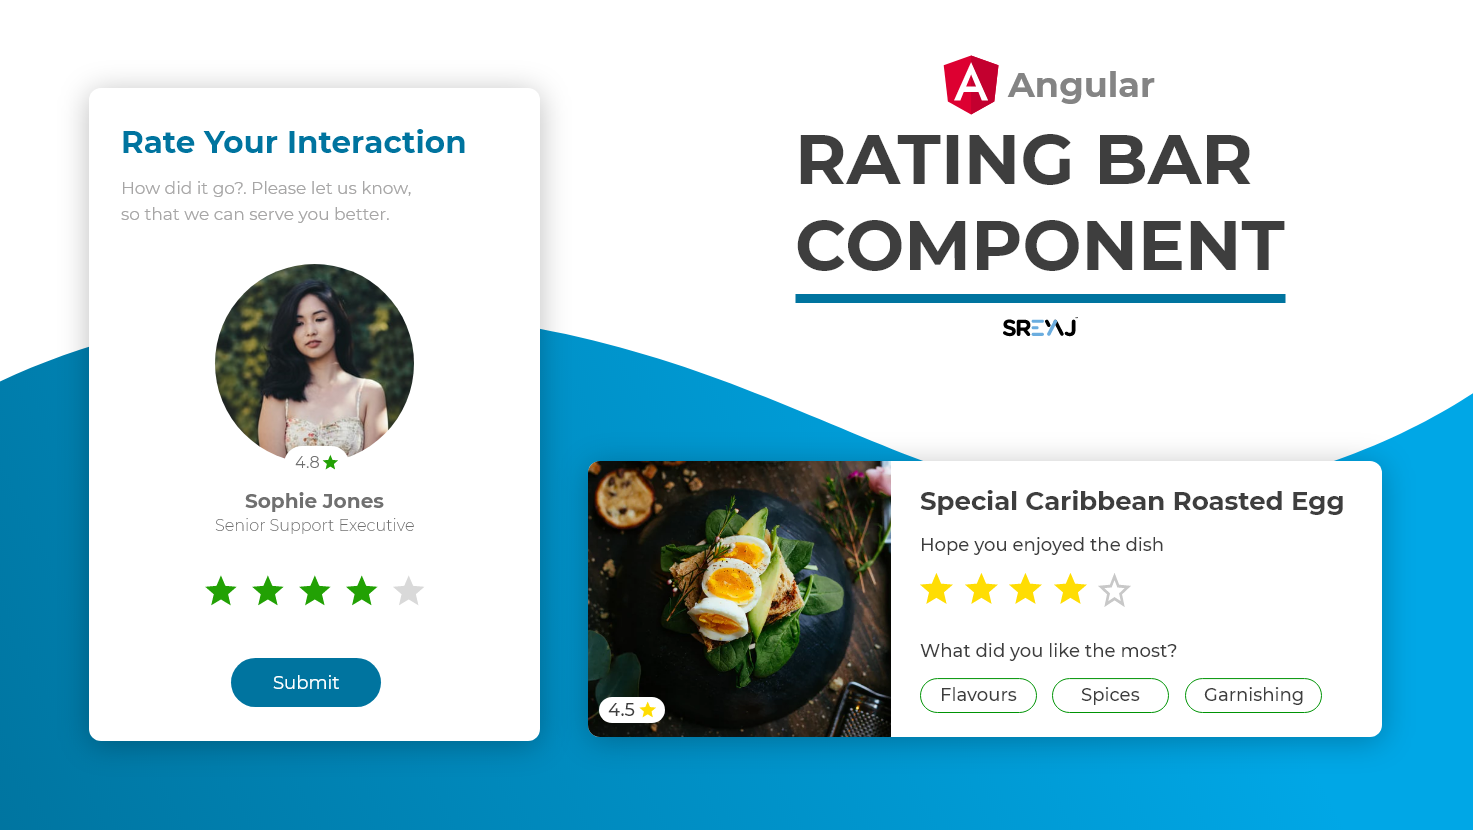 Angular
RATING BAR
COMPONENT
SREYAJ
Rate Your Interaction
How did it go?. Please let us know,
so that we can serve you better.
4.8
Sophie Jones
Senior Support Executive
Submit
Special Caribbean Roasted Egg
Hope you enjoyed the dish
What did you like the most?
Flavours Spices Garnishing
4.5